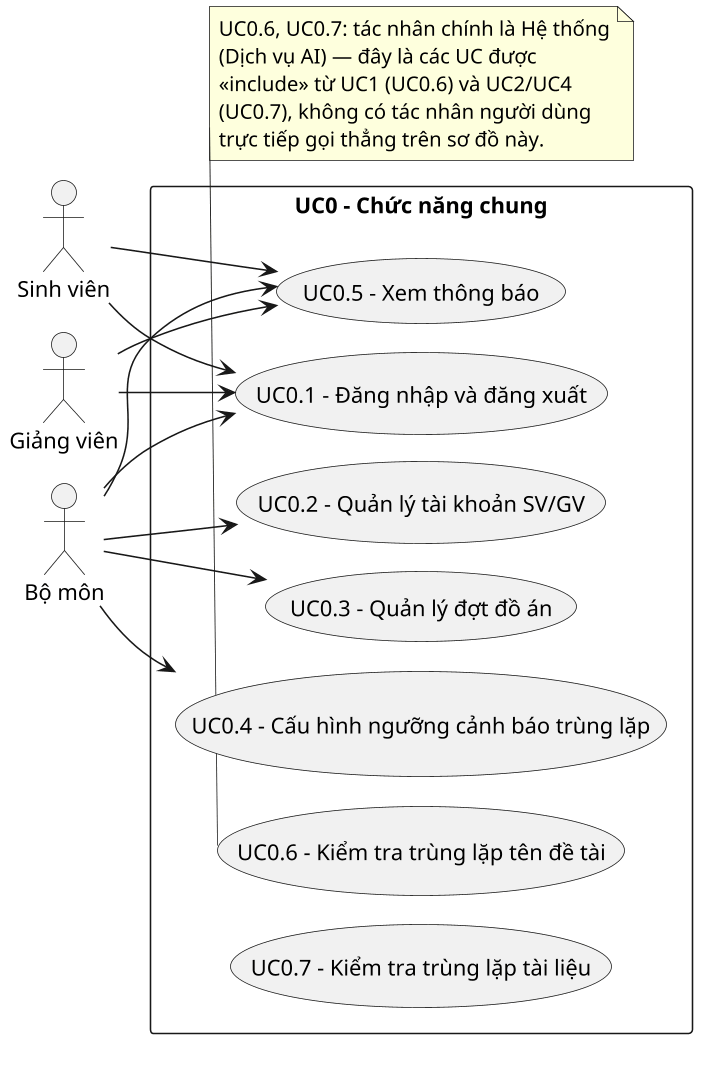 UC0.6, UC0.7: tác nhân chính là Hệ thống
(Dịch vụ AI) — đây là các UC được
«include» từ UC1 (UC0.6) và UC2/UC4
(UC0.7), không có tác nhân người dùng
trực tiếp gọi thẳng trên sơ đồ này.
UC0 - Chức năng chung
Sinh viên
UC0.5 - Xem thông báo
UC0.1 - Đăng nhập và đăng xuất
Giảng viên
UC0.2 - Quản lý tài khoản SV/GV
Bộ môn
UC0.3 - Quản lý đợt đồ án
UC0.4 - Cấu hình ngưỡng cảnh báo trùng lặp
UC0.6 - Kiểm tra trùng lặp tên đề tài
UC0.7 - Kiểm tra trùng lặp tài liệu